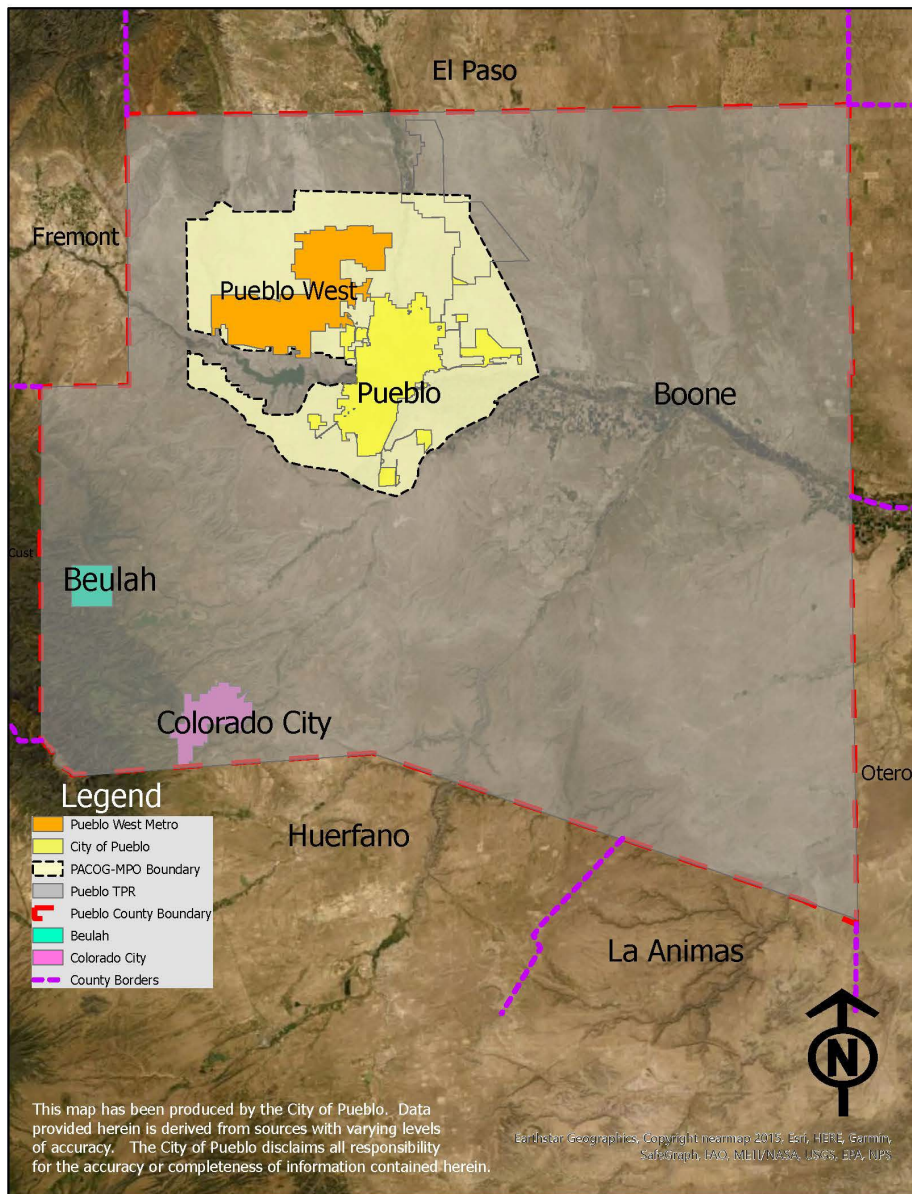 El Paso
Fremont
Pueblo West
Pueblo
Boone
Cust
Beulah
Colorado City
Otero
Legend
Pueblo West Metro
City of Pueblo
PACOG-MPO Boundary
Pueblo TPR
Pueblo County Boundary
Beulah
Colorado City
County Borders
Huerfano
La Animas
N
This map has been produced by the City of Pueblo. Data
provided herein is derived from sources with varying levels
of accuracy. The City of Pueblo disclaims all responsibility
for the accuracy or completeness of information contained herein.
Earthstar Geographics, Copyright nearmap 2015, Esri, HERE, Garmin,
SafeGraph, FAO, METI/NASA, USGS, EPA, NPS